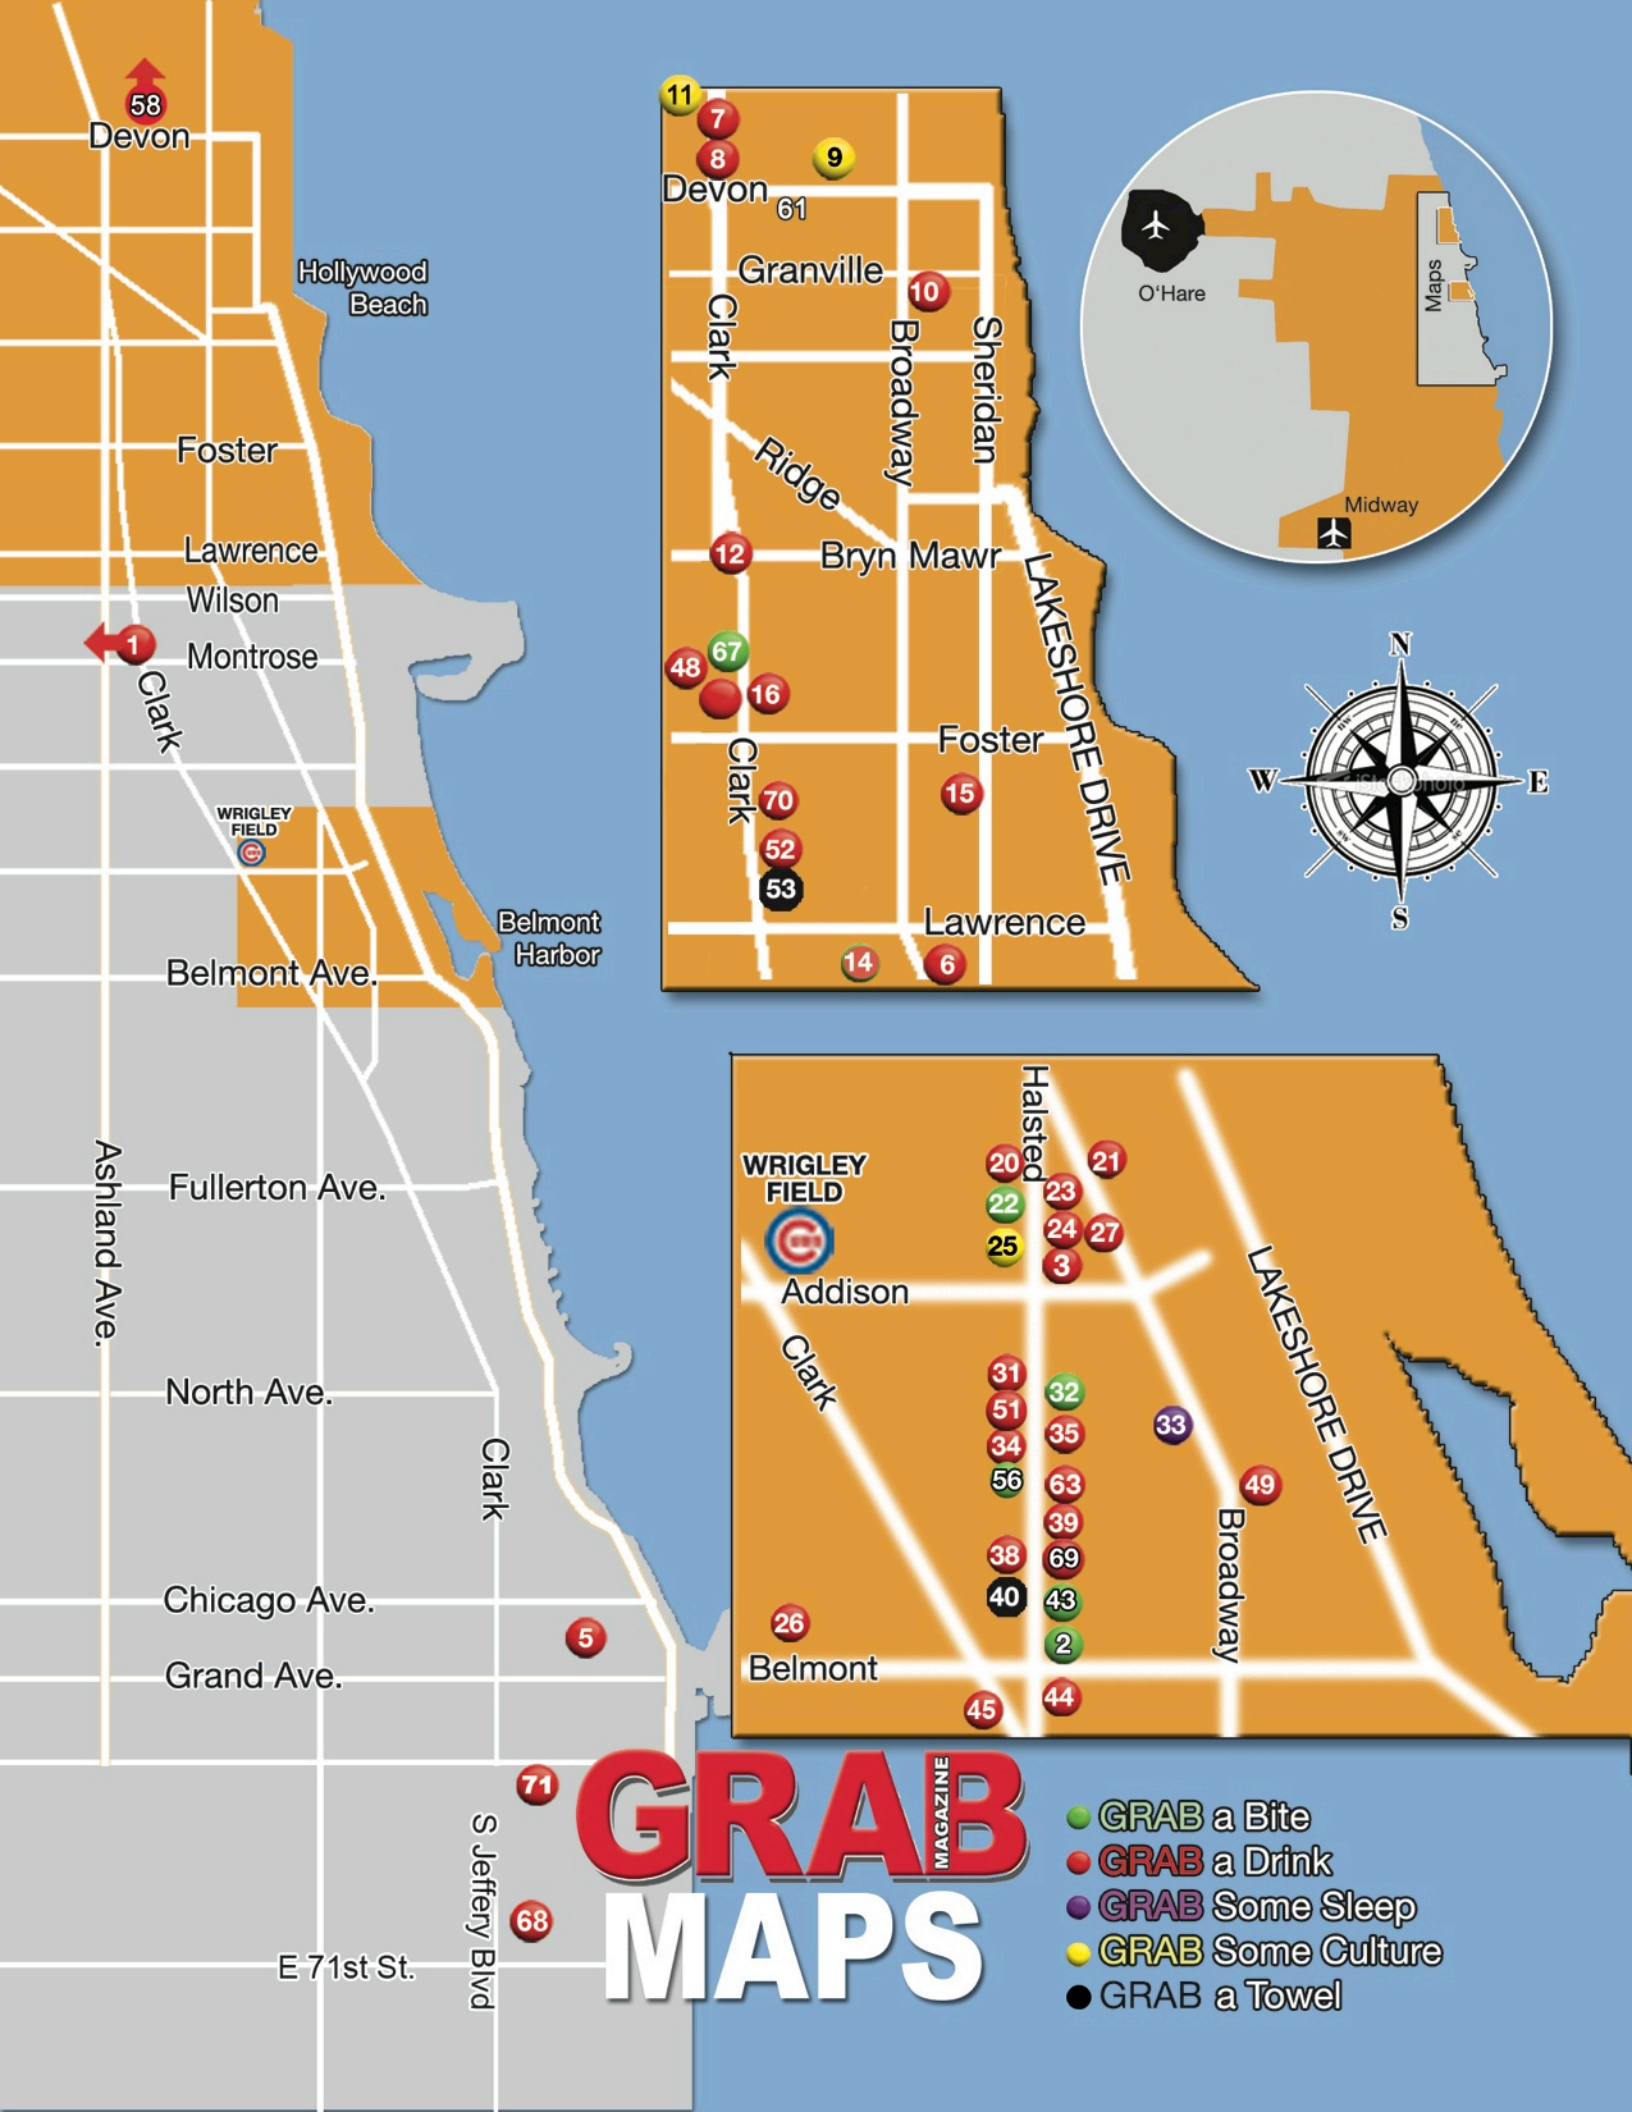 58
Devon
Hollywood
Beach
Foster
Lawrence
Wilson
1
Montrose
Clark
WRIGLEY
FIELD
Belmont
Harbor
Belmont Ave.
Ashland Ave.
Fullerton Ave.
North Ave.
Clark
Chicago Ave.
5
Grand Ave.
71
S Jeffery Blvd
68
E 71st St.
11
7
8
9
Devon
61
Granville
10
Clark
Broadway
Sheridan
Ridge
12
Bryn Mawr
LAKESHORE DRIVE
67
48
16
Foster
Clark
70
15
52
53
Lawrence
14
6
O'Hare
Maps
Midway
N
nw
ne
W
iStockphoto
E
sw
se
S
Halsted
WRIGLEY
FIELD
20
21
22
23
24
27
25
3
Addison
Clark
LAKESHORE DRIVE
31
32
51
33
35
34
56
63
49
39
38
69
Broadway
40
43
26
2
Belmont
45
44
GRAB
MAGAZINE
MAPS
GRAB a Bite
GRAB a Drink
GRAB Some Sleep
GRAB Some Culture
GRAB a Towel